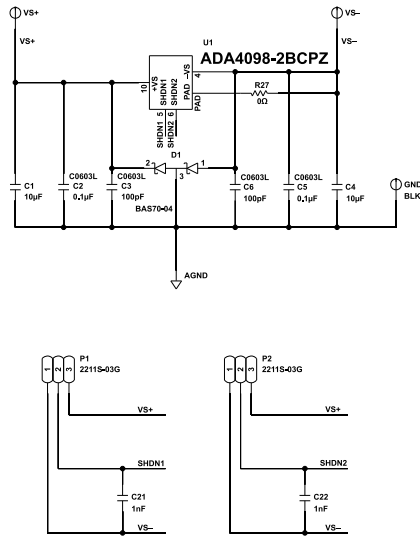 VS+
VS–
VS+
U1
VS–
ADA4098-2BCPZ
10
+VS
SHDN1
SHDN2
–VS
PAD
4
PAD
R27
0Ω
5
6
SHDN1
SHDN2
D1
2
3
1
BAS70-04
C1
10µF
C0603L
C2
0.1µF
C0603L
C3
100pF
C0603L
C6
100pF
C0603L
C5
0.1µF
C4
10µF
GND
BLK
AGND
P1
2211S-03G
1
2
3
VS+
SHDN1
C21
1nF
VS–
P2
2211S-03G
1
2
3
VS+
SHDN2
C22
1nF
VS–